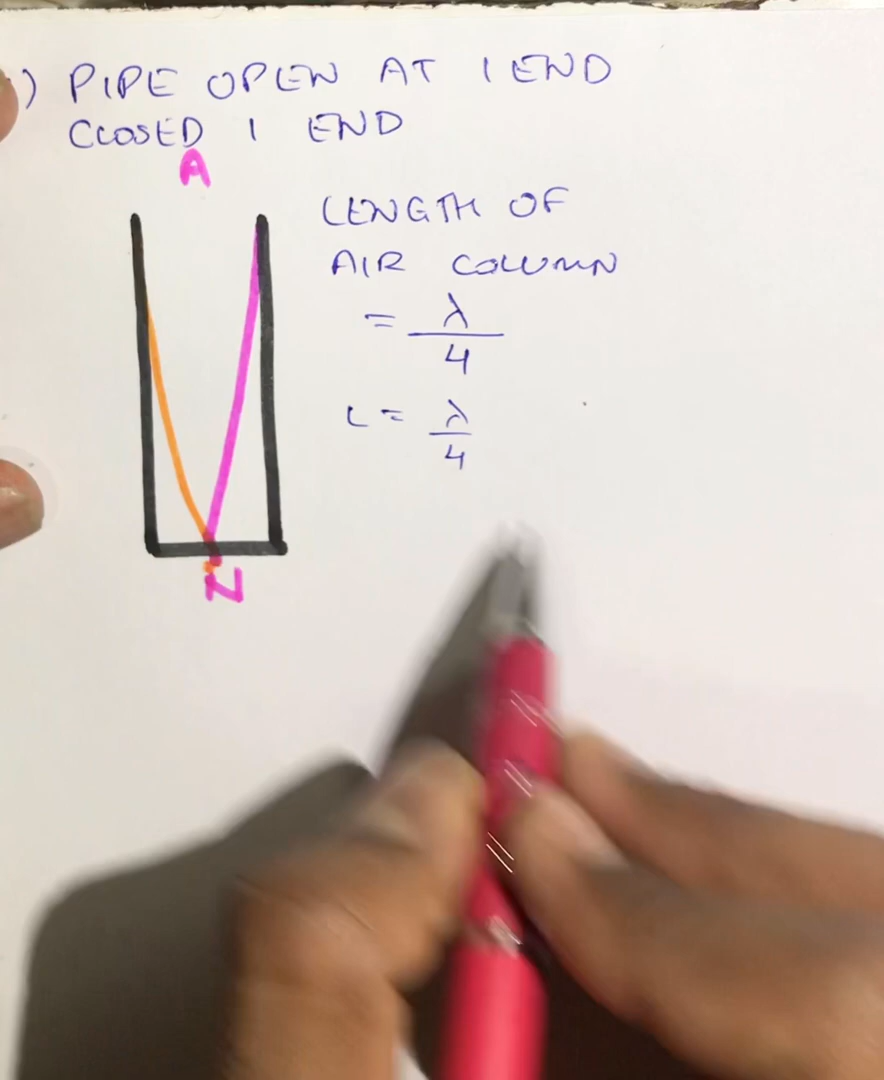 ) PIPE OPEN AT 1 END
CLOSED 1 END
A
LENGTH OF
AIR COLUMN
= λ/4
L = λ/4
N